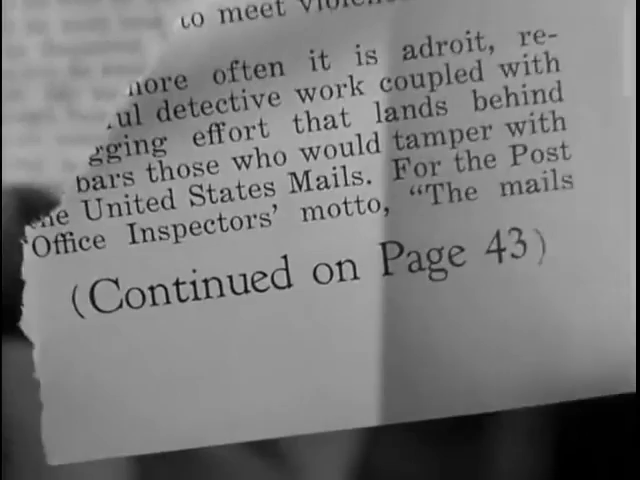 to meet
more often it is adroit, re-
ul detective work coupled with
gging effort that lands behind
bars those who would tamper with
the United States Mails. For the Post
Office Inspectors' motto, “The mails
(Continued on Page 43)